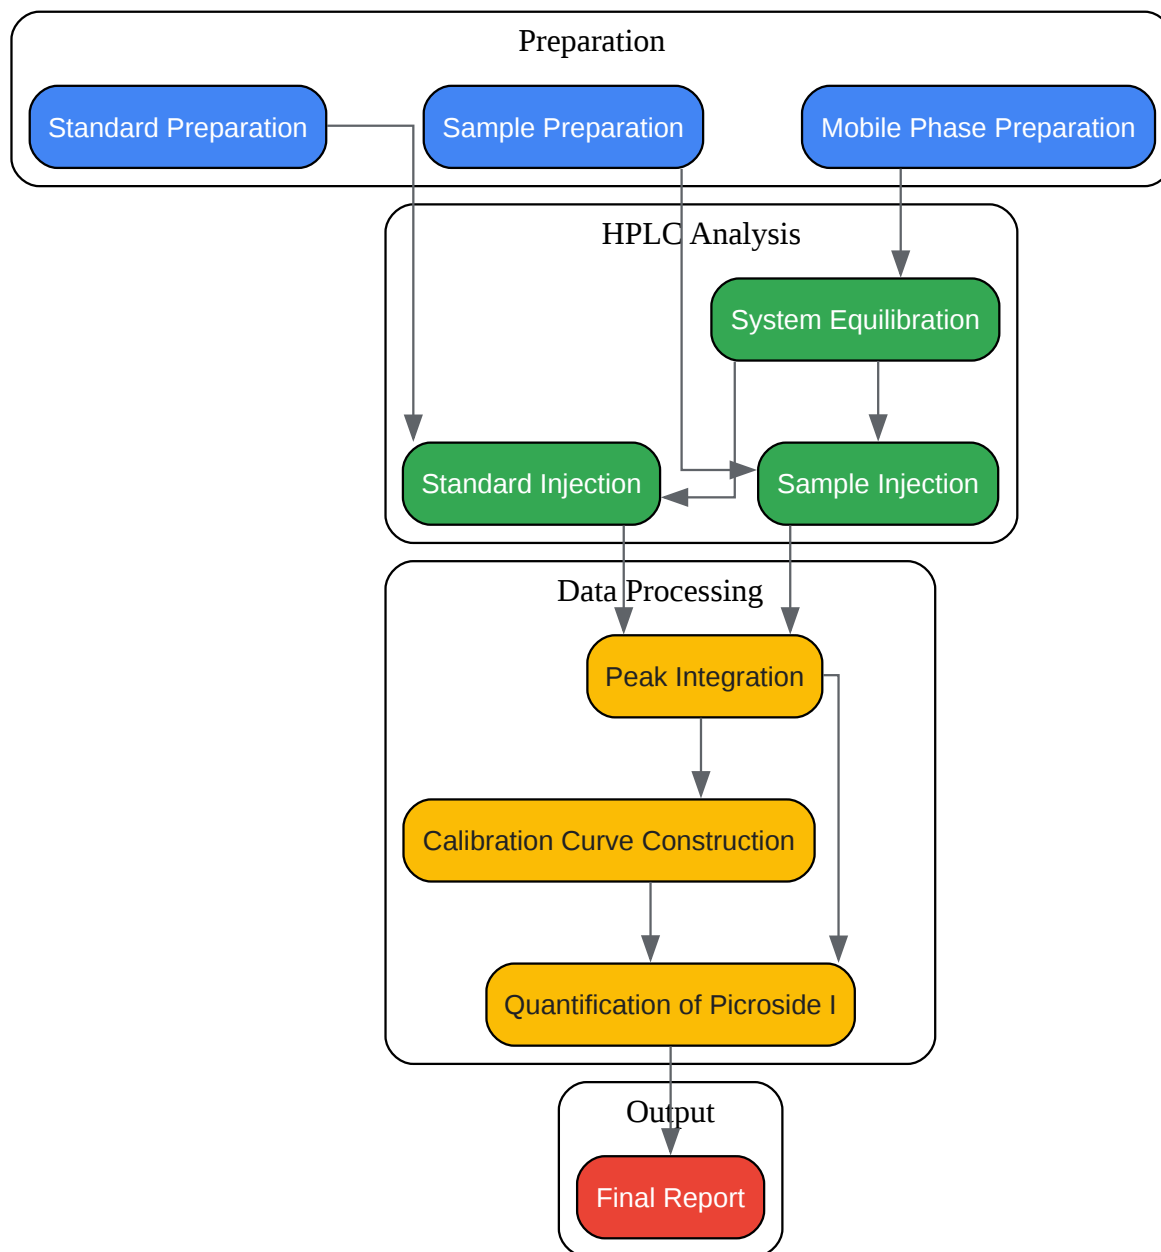 Preparation
Standard Preparation
Sample Preparation
Mobile Phase Preparation
HPLC Analysis
System Equilibration
Standard Injection
Sample Injection
Data Processing
Peak Integration
Calibration Curve Construction
Quantification of Picroside I
Output
Final Report